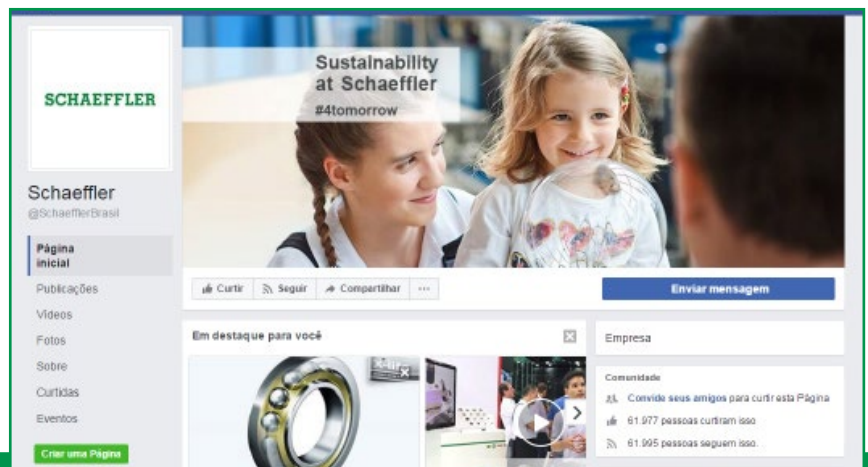 Sustainability
at Schaeffler
#4tomorrow
SCHAEFFLER
Schaeffler
@SchaefflerBrasil
Página
inicial
Publicações
Vídeos
Fotos
Sobre
Curtidas
Eventos
Criar uma Página
Curtir Seguir Compartilhar ...
Enviar mensagem
Em destaque para você
Empresa
Comunidade
Convide seus amigos para curtir esta Página
61.977 pessoas curtiram isso
61.995 pessoas seguem isso.